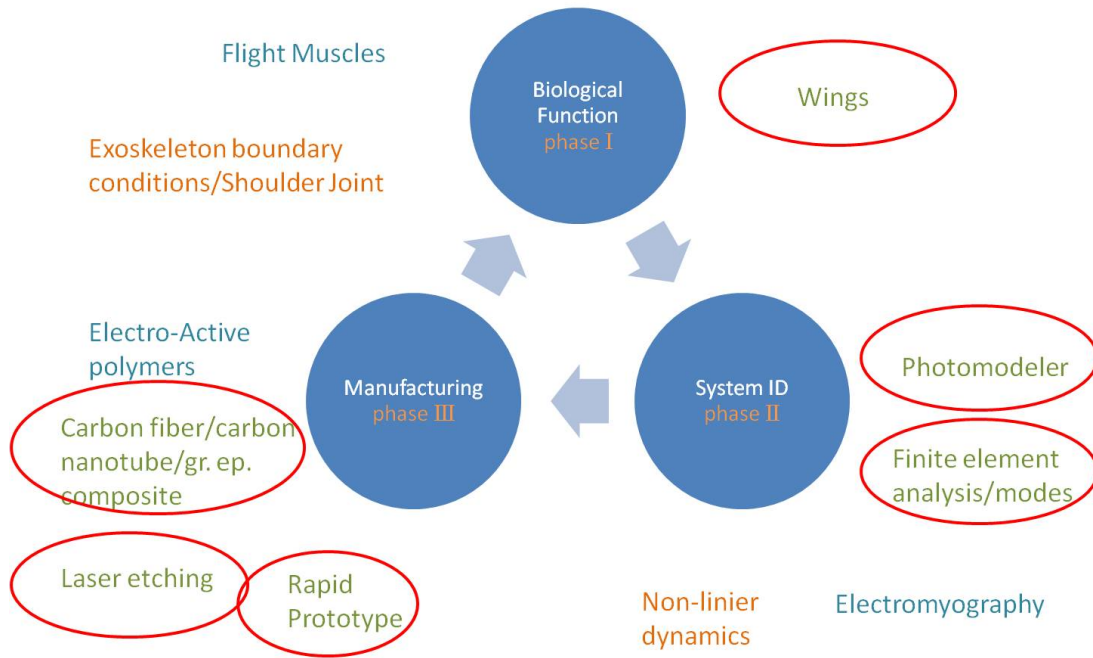 Flight Muscles
Biological
Function
phase Ⅰ
Wings
Exoskeleton boundary
conditions/Shoulder Joint
Electro-Active
polymers
Manufacturing
phase Ⅲ
System ID
phase Ⅱ
Photomodeler
Carbon fiber/carbon
nanotube/gr. ep.
composite
Finite element
analysis/modes
Laser etching
Rapid
Prototype
Non-linier
dynamics
Electromyography